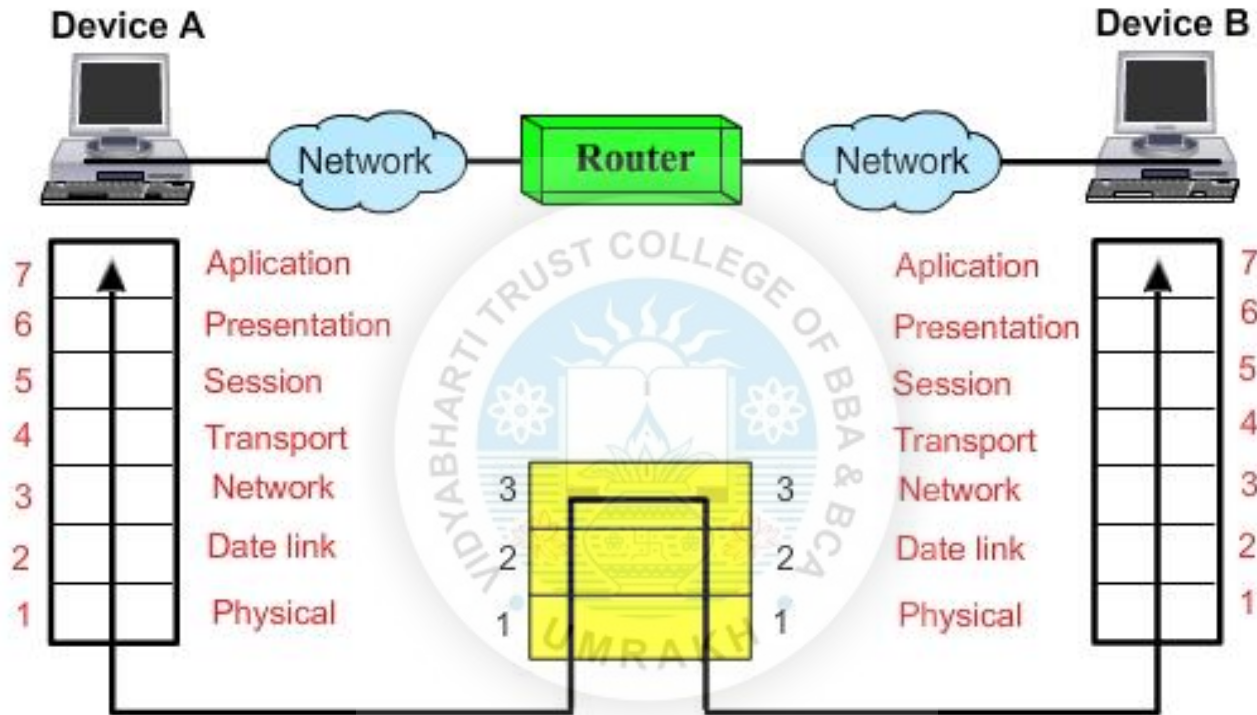 Device A
Device B
Network
Router
Network
7 Aplication
6 Presentation
5 Session
4 Transport
3 Network
2 Date link
1 Physical
3 3
2 2
1 1
Aplication 7
Presentation 6
Session 5
Transport 4
Network 3
Date link 2
Physical 1
VIDYABHARTI TRUST COLLEGE OF BBA & BCA
UMRAKH